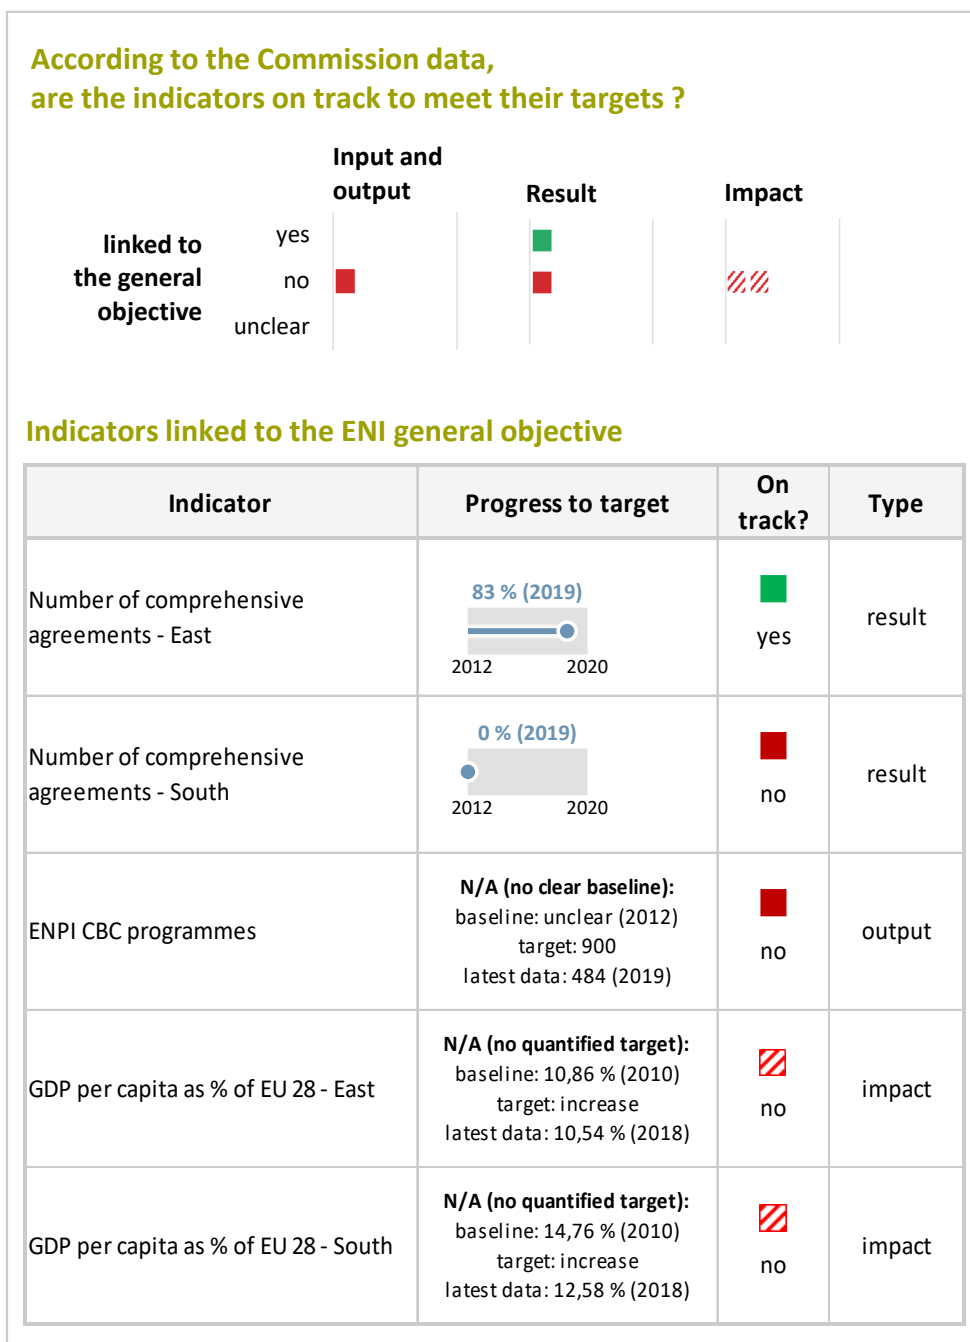 According to the Commission data,
are the indicators on track to meet their targets ?
Input and
output
Result
Impact
linked to
the general
objective
yes
no
unclear
Indicators linked to the ENI general objective
Indicator
Progress to target
On
track?
Type
Number of comprehensive
agreements - East
83 % (2019)
2012
2020
yes
result
Number of comprehensive
agreements - South
0 % (2019)
2012
2020
no
result
ENPI CBC programmes
N/A (no clear baseline):
baseline: unclear (2012)
target: 900
latest data: 484 (2019)
no
output
GDP per capita as % of EU 28 - East
N/A (no quantified target):
baseline: 10,86 % (2010)
target: increase
latest data: 10,54 % (2018)
no
impact
GDP per capita as % of EU 28 - South
N/A (no quantified target):
baseline: 14,76 % (2010)
target: increase
latest data: 12,58 % (2018)
no
impact